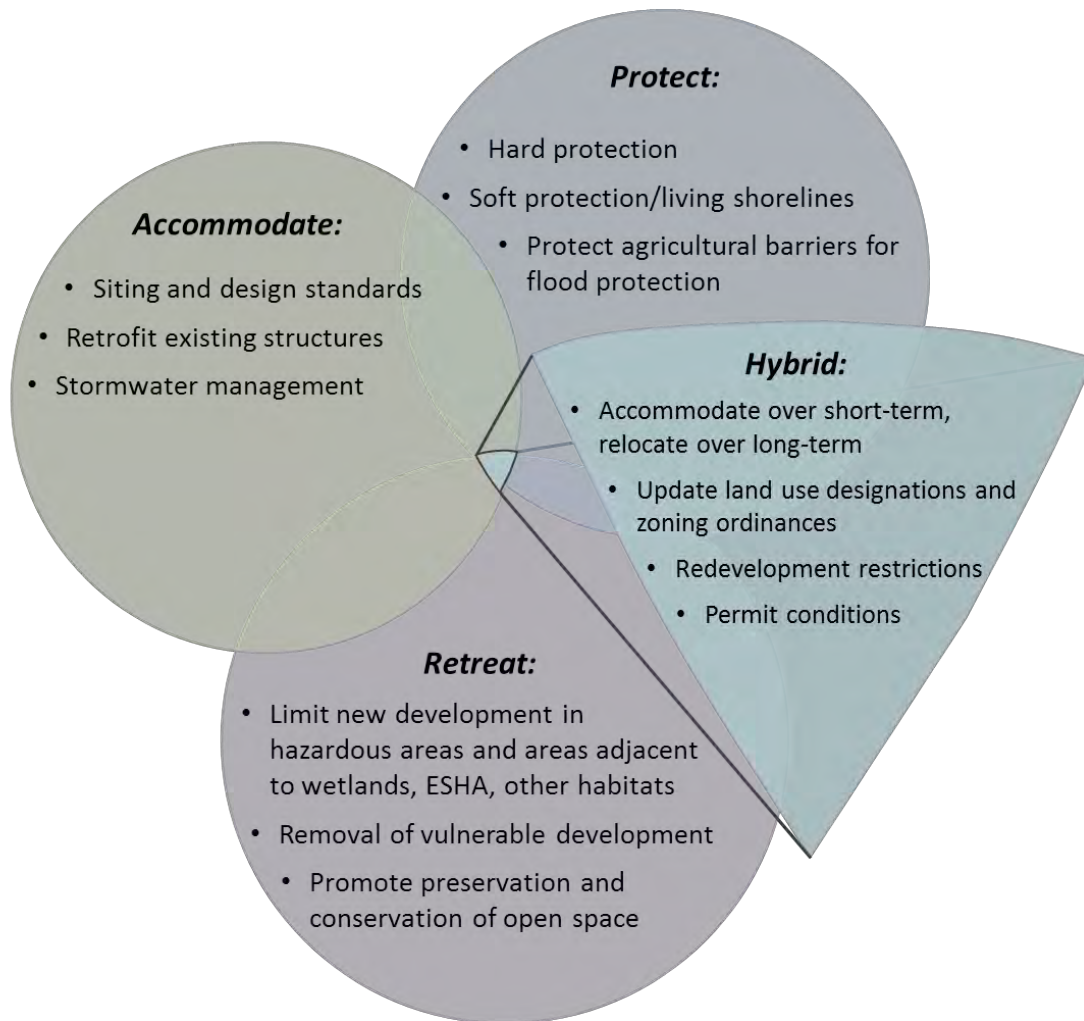 Protect:
• Hard protection
• Soft protection/living shorelines
• Protect agricultural barriers for
flood protection
Accommodate:
• Siting and design standards
• Retrofit existing structures
• Stormwater management
Hybrid:
• Accommodate over short-term,
relocate over long-term
• Update land use designations and
zoning ordinances
• Redevelopment restrictions
• Permit conditions
Retreat:
• Limit new development in
hazardous areas and areas adjacent
to wetlands, ESHA, other habitats
• Removal of vulnerable development
• Promote preservation and
conservation of open space